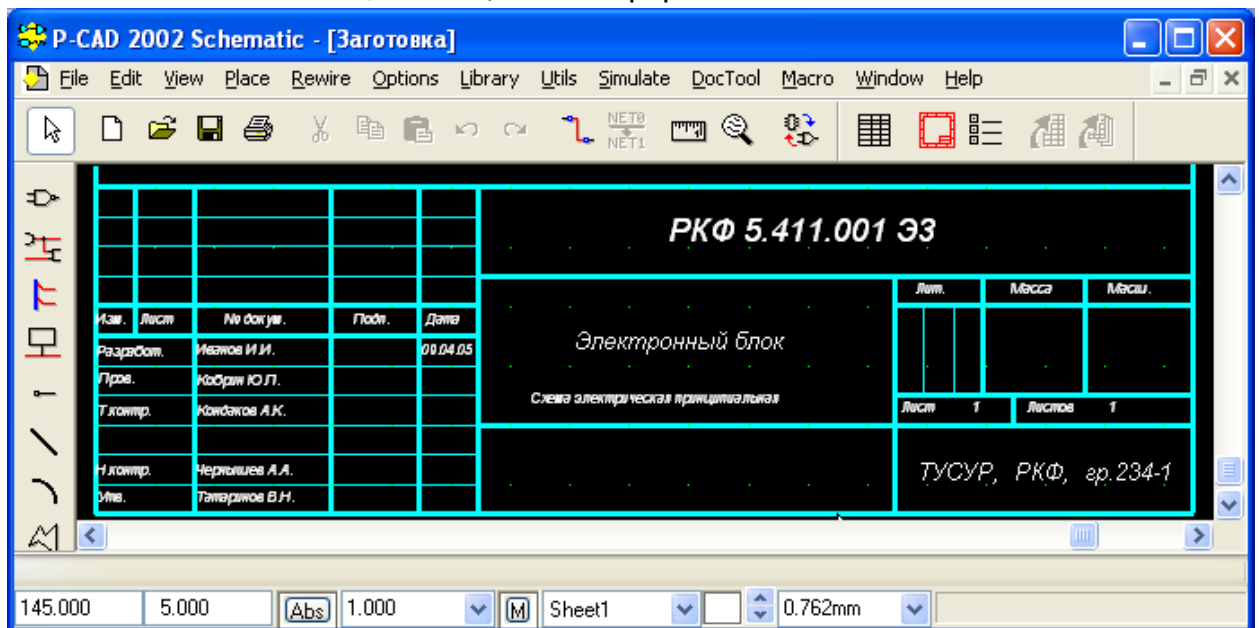 P-CAD 2002 Schematic - [Заготовка]
File Edit View Place Rewire Options Library Utils Simulate DocTool Macro Window Help
NET0
NET1
РКФ 5.411.001 ЭЗ
Лит. Масса Масш.
Изм. Лист № докум. Подп. Дата
Разработ. Иванов И.И. 09.04.05
Электронный блок
Пров. Кобрин Ю.П.
Схема электрическая принципиальная
Т.контр. Кондаков А.К.
Лист 1 Листов 1
Н.контр. Чернышев А.А.
ТУСУР, РКФ, гр.234-1
Утв. Татаринов В.Н.
145.000 5.000 Abs 1.000 M Sheet1 0.762mm